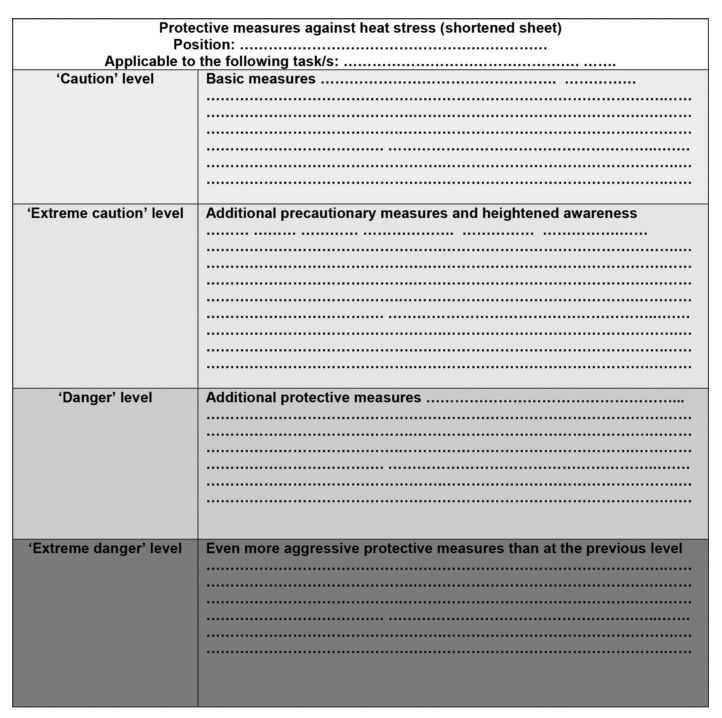 Protective measures against heat stress (shortened sheet)
Position: ……………………………………………………
Applicable to the following task/s: ……………………………………… …….
'Caution' level
Basic measures ………………………………………. ……………
…………………………………………………………………………………
…………………………………………………………………………………
…………………………………………………………………………………
……………………………. …………………………………………………
…………………………………………………………………………………
…………………………………………………………………………………
'Extreme caution' level
Additional precautionary measures and heightened awareness
……… ……… ………… ……………….. ………….. …………………
…………………………………………………………………………………
…………………………………………………………………………………
…………………………………………………………………………………
…………………………………………………………………………………
……………………………. …………………………………………………
…………………………………………………………………………………
…………………………………………………………………………………
…………………………………………………………………………………
'Danger' level
Additional protective measures ……………………………………………...
…………………………………………………………………………………
…………………………………………………………………………………
…………………………………………………………………………………
……………………………. …………………………………………………
…………………………………………………………………………………
…………………………………………………………………………………
'Extreme danger' level
Even more aggressive protective measures than at the previous level
…………………………………………………………………………………
…………………………………………………………………………………
…………………………………………………………………………………
……………………………. …………………………………………………
…………………………………………………………………………………
…………………………………………………………………………………